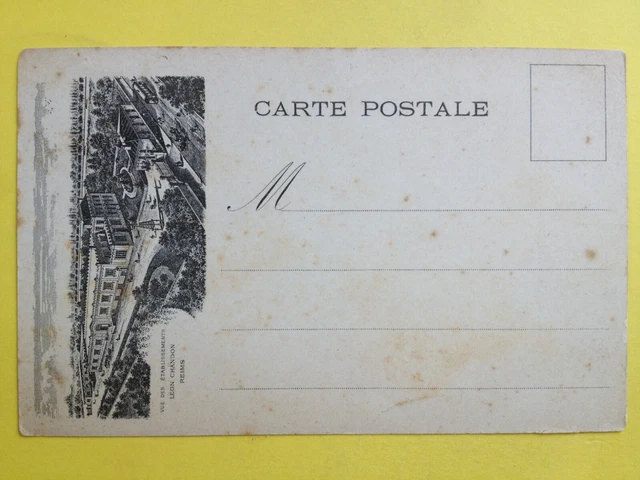 CARTE POSTALE
M
VUE DES ÉTABLISSEMENTS
LÉON CHANDON
REIMS